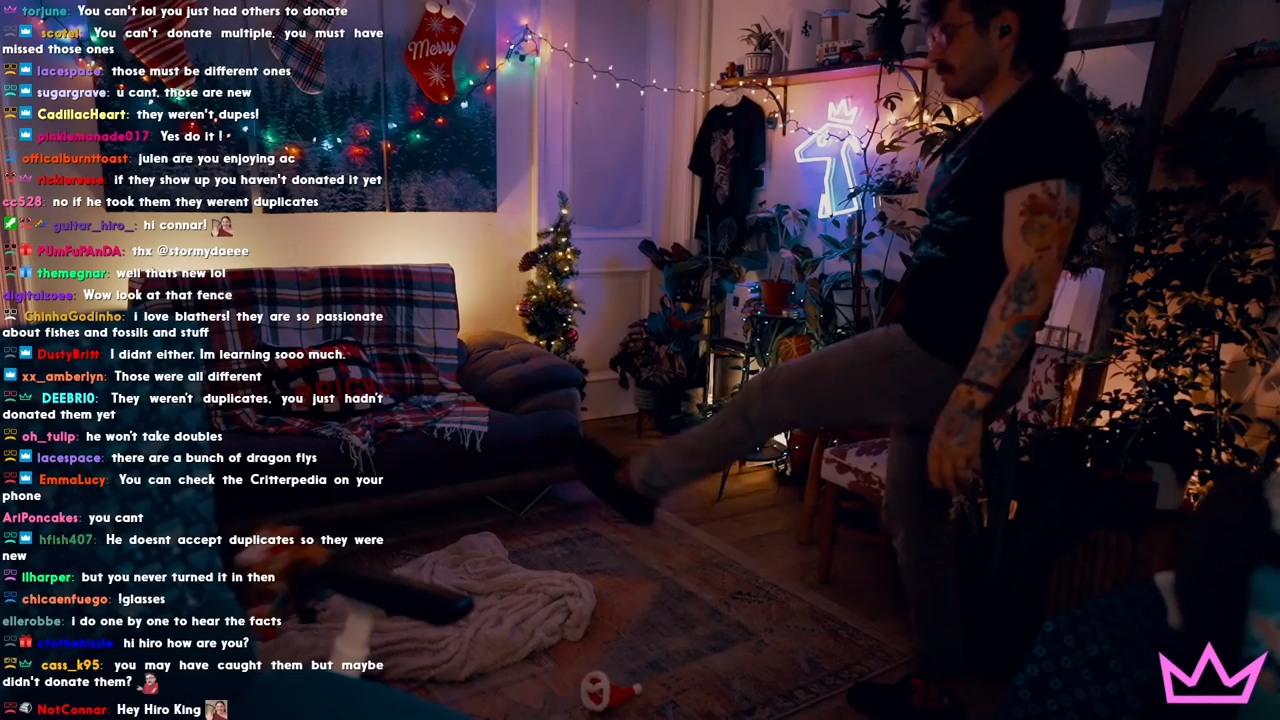 torjune: You can't lol you just had others to donate
scoteii You can't donate multiple, you must have
missed those ones
lacespace: those must be different ones
sugargrave: u cant, those are new
CadillacHeart: they weren't dupes!
pinklemonade017: Yes do it !
officalburnttoast: julen are you enjoying ac
ricklereese: if they show up you haven't donated it yet
cc528: no if he took them they werent duplicates
guitar_hiro_: hi connar!
PUmFuPAnDA: thx @stormydaeee
themegnar: well thats new lol
digitalzoee: Wow look at that fence
ChinhaGodinho: i love blathers! they are so passionate
about fishes and fossils and stuff
DustyBritt: I didnt either. Im learning sooo much.
xx_amberlyn: Those were all different
DEEBRI0: They weren't duplicates, you just hadn't
donated them yet
oh_tulip: he won't take doubles
lacespace: there are a bunch of dragon flys
EmmaLucy: You can check the Critterpedia on your
phone
AriPoncakes: you cant
hfish407: He doesnt accept duplicates so they were
new
ilharper: but you never turned it in then
chicaenfuego: !glasses
ellerobbe: i do one by one to hear the facts
hi hiro how are you?
cass_k95: you may have caught them but maybe
didn't donate them?
NotConnar: Hey Hiro King
Merry